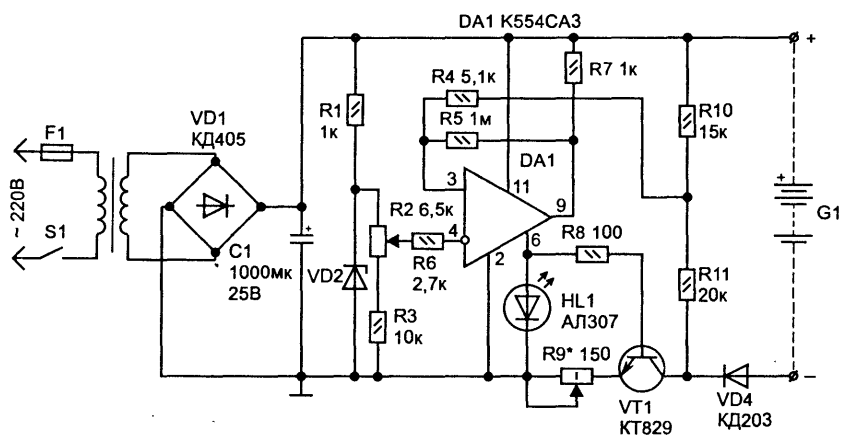 DA1 К554СА3
R4 5,1к
R7 1к
R1
1к
R5 1м
R10
15к
VD1
КД405
F1
DA1
3
11
~ 220В
+
G1
+
R2 6,5к
9
4
S1
+
C1
1000мк
25В
R6
2,7к
6
R8 100
2
VD2
R11
20к
HL1
АЛ307
R3
10к
R9* 150
−
VT1
КТ829
VD4
КД203